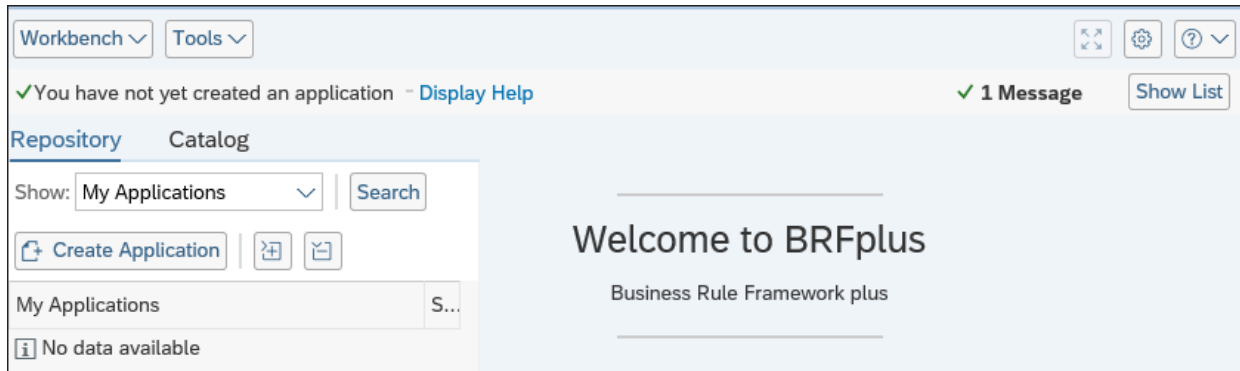 Workbench Tools
You have not yet created an application - Display Help 1 Message Show List
Repository Catalog
Show: My Applications Search
Create Application
My Applications S...
No data available
Welcome to BRFplus
Business Rule Framework plus